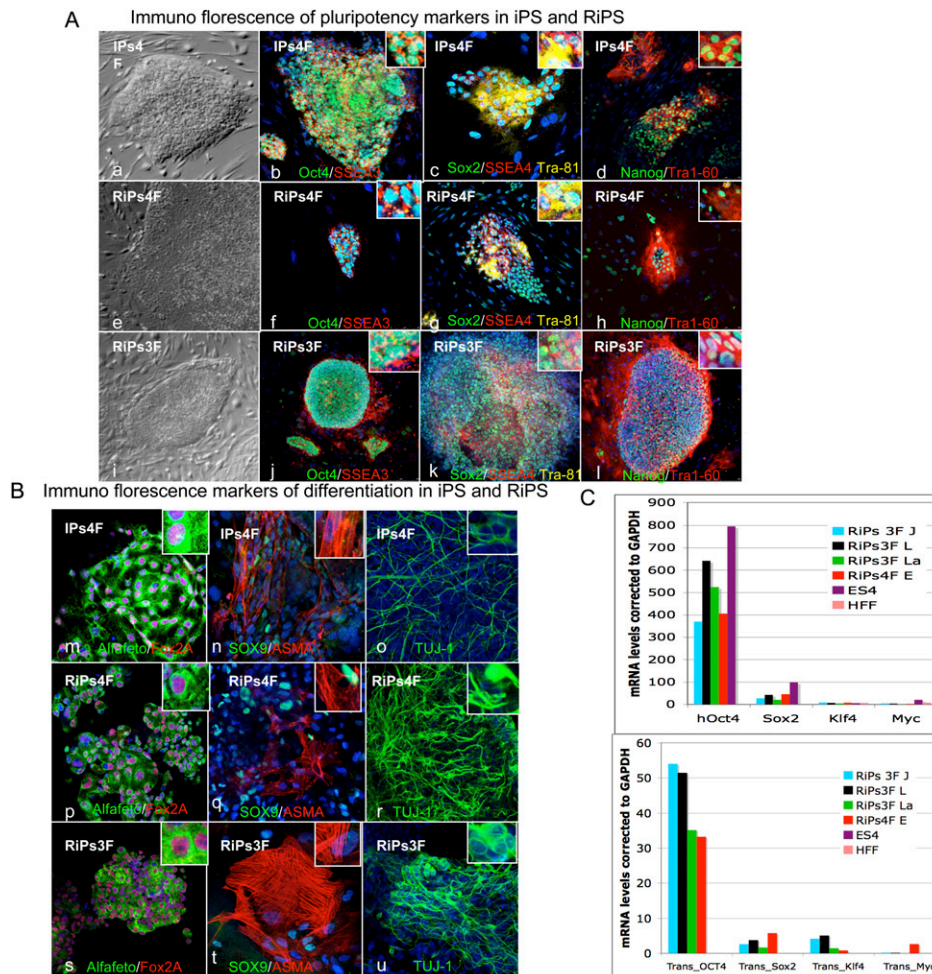 A Immuno florescence of pluripotency markers in iPS and RiPS
IPs4
F
a
IPs4F
b
Oct4/SSEA3
IPs4F
c
Sox2/SSEA4 Tra-81
IPs4F
d
Nanog/Tra1-60
RiPs4F
e
RiPs4F
f
Oct4/SSEA3
RiPs4F
g
Sox2/SSEA4 Tra-81
RiPs4F
h
Nanog/Tra1-60
RiPs3F
i
RiPs3F
j
Oct4/SSEA3
RiPs3F
k
Sox2/SSEA4 Tra-81
RiPs3F
l
Nanog/Tra1-60
B Immuno florescence markers of differentiation in iPS and RiPS
IPs4F
m
Alfafeto/Fox2A
IPs4F
n
SOX9/ASMA
IPs4F
o
TUJ-1
RiPs4F
p
Alfafeto/Fox2A
RiPs4F
q
SOX9/ASMA
RiPs4F
r
TUJ-1
RiPs3F
s
Alfafeto/Fox2A
RiPs3F
t
SOX9/ASMA
RiPs3F
u
TUJ-1
C
mRNA levels corrected to GAPDH
900
800
700
600
500
400
300
200
100
0
RiPs 3F J
RiPs3F L
RiPs3F La
RiPs4F E
ES4
HFF
hOct4 Sox2 Klf4 Myc
mRNA levels corrected to GAPDH
60
50
40
30
20
10
0
RiPs 3F J
RiPs3F L
RiPs3F La
RiPs4F E
ES4
HFF
Trans_OCT4 Trans_Sox2 Trans_Klf4 Trans_Myc